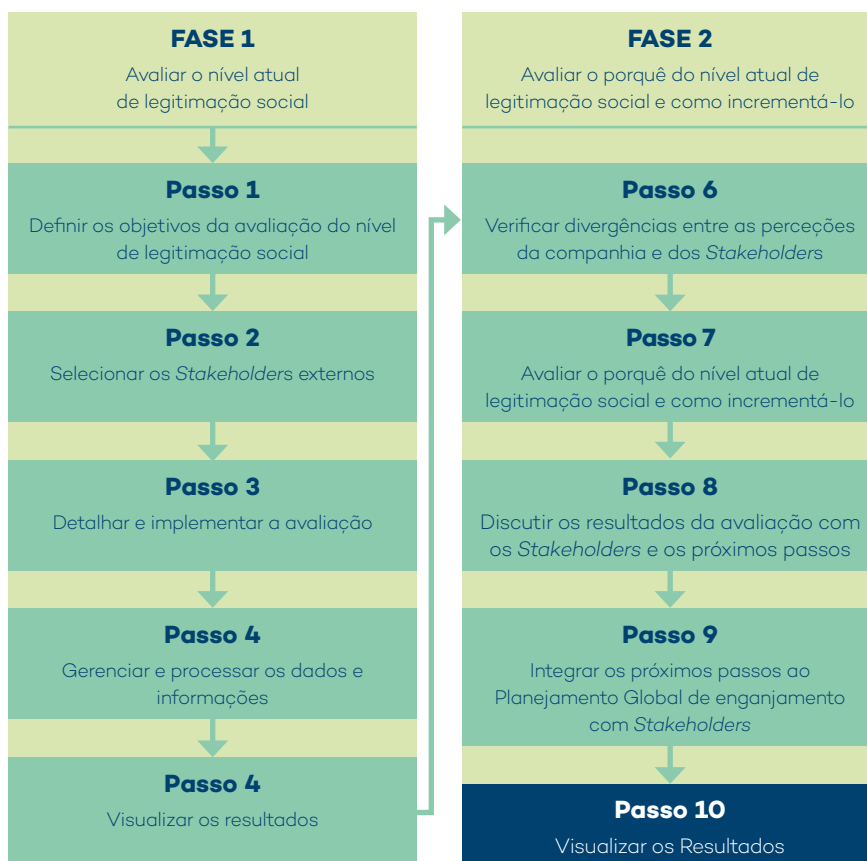 FASE 1
Avaliar o nível atual
de legitimação social
Passo 1
Definir os objetivos da avaliação do nível
de legitimação social
Passo 2
Selecionar os Stakeholders externos
Passo 3
Detalhar e implementar a avaliação
Passo 4
Gerenciar e processar os dados e
informações
Passo 4
Visualizar os resultados
FASE 2
Avaliar o porquê do nível atual de
legitimação social e como incrementá-lo
Passo 6
Verificar divergências entre as perceções
da companhia e dos Stakeholders
Passo 7
Avaliar o porquê do nível atual de
legitimação social e como incrementá-lo
Passo 8
Discutir os resultados da avaliação com
os Stakeholders e os próximos passos
Passo 9
Integrar os próximos passos ao
Planejamento Global de enganjamento
com Stakeholders
Passo 10
Visualizar os Resultados